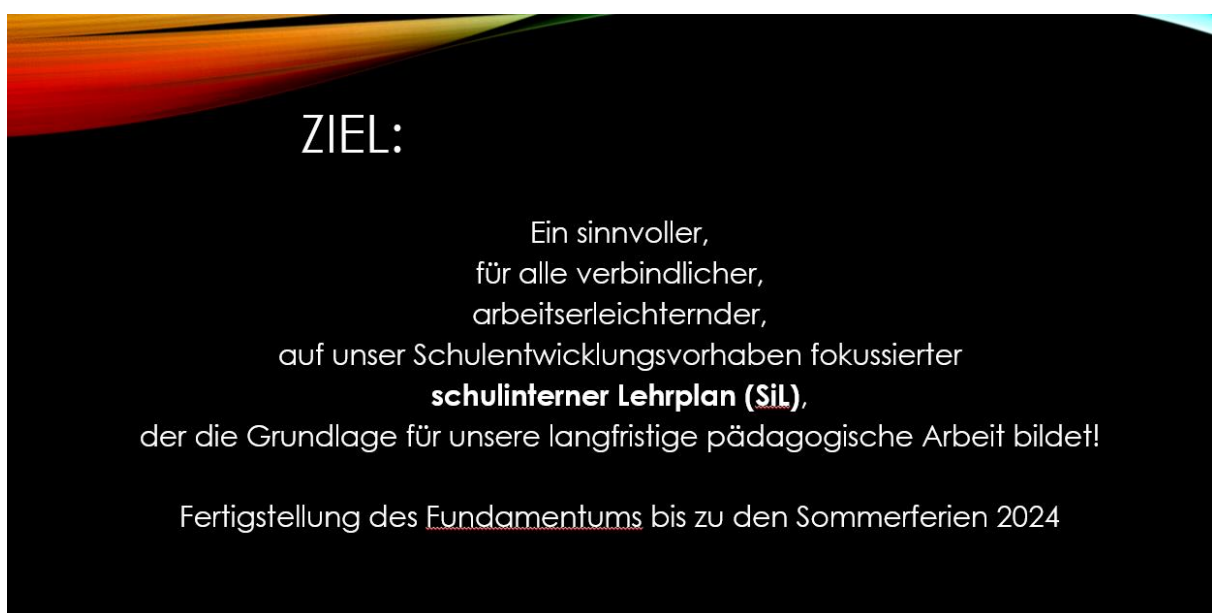 ZIEL:
Ein sinnvoller,
für alle verbindlicher,
arbeitserleichternder,
auf unser Schulentwicklungsvorhaben fokussierter
schulinterner Lehrplan (SiL),
der die Grundlage für unsere langfristige pädagogische Arbeit bildet!
Fertigstellung des Fundamentums bis zu den Sommerferien 2024